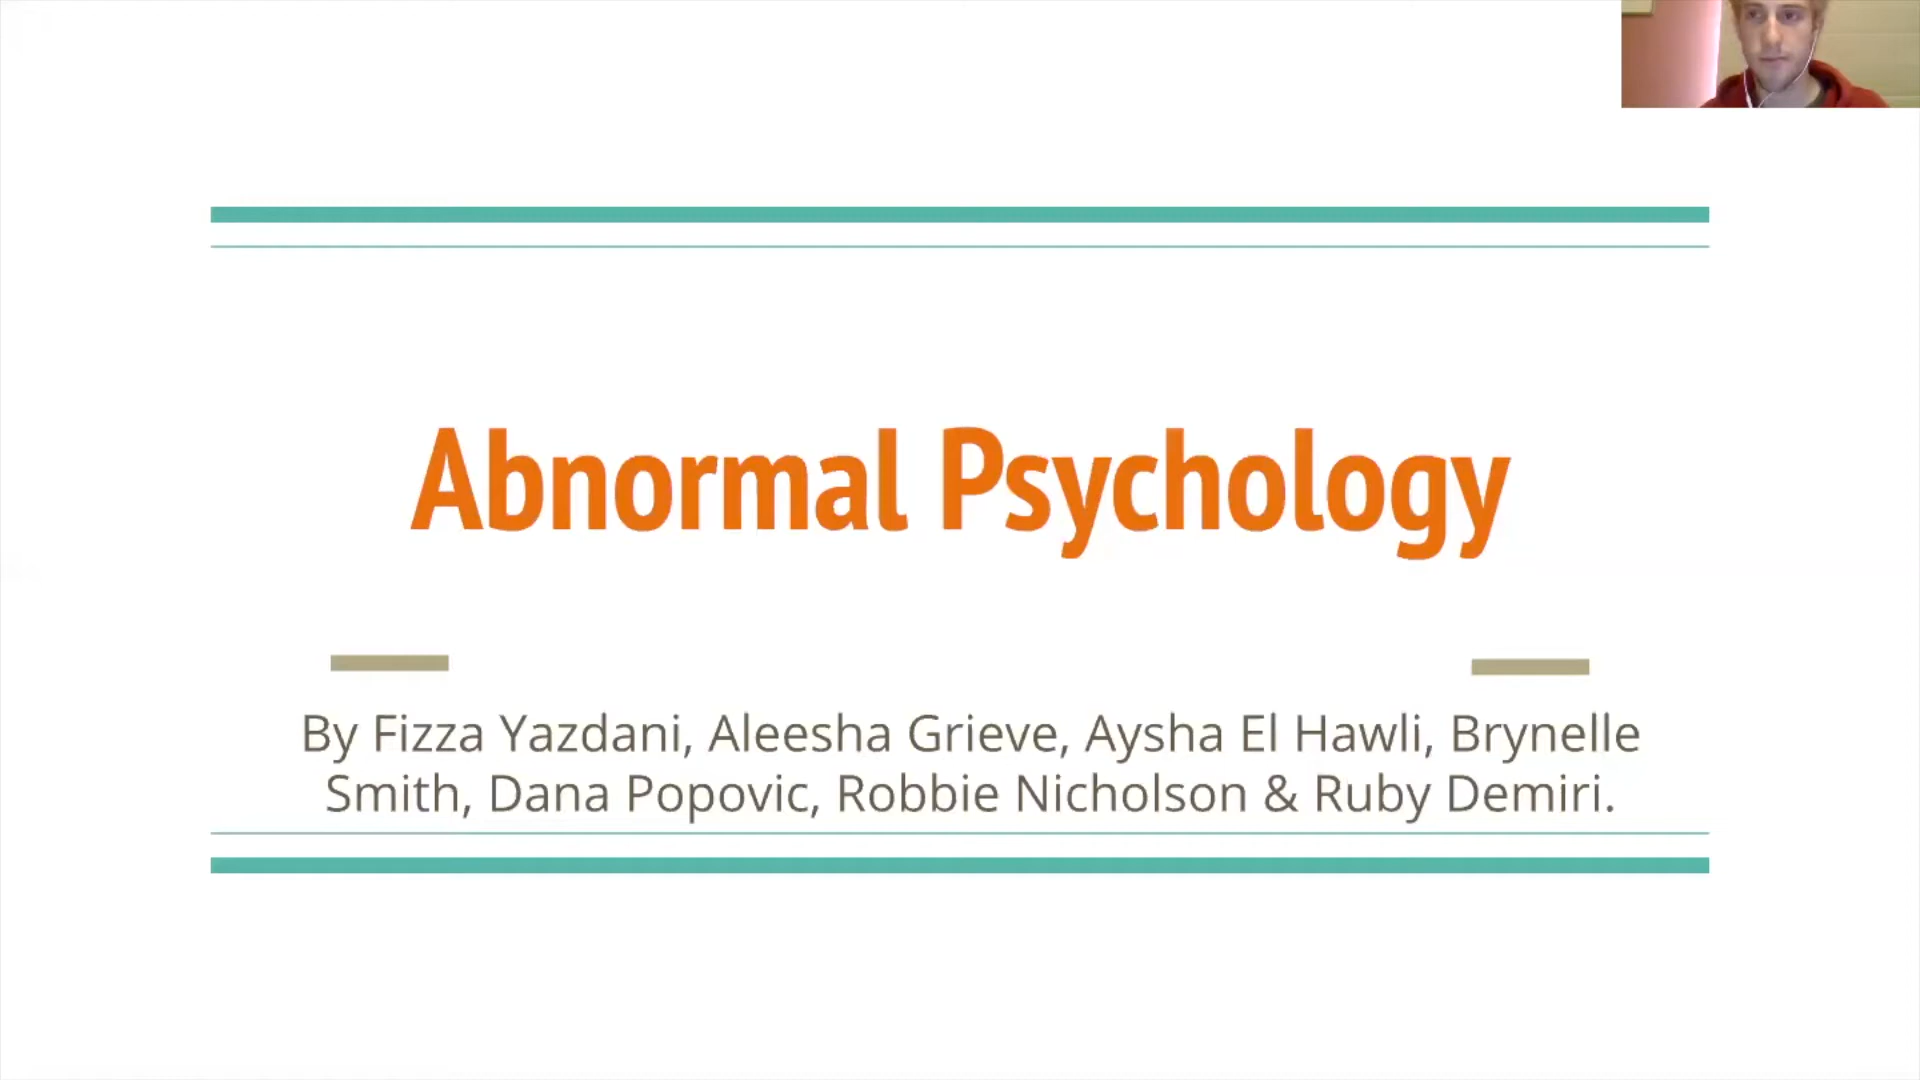 Abnormal Psychology
By Fizza Yazdani, Aleesha Grieve, Aysha El Hawli, Brynelle
Smith, Dana Popovic, Robbie Nicholson & Ruby Demiri.